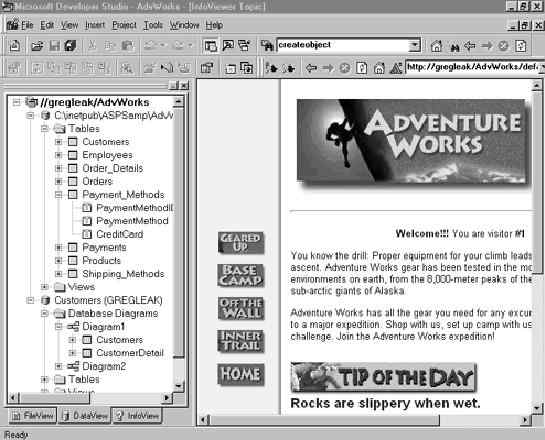 Microsoft Developer Studio - AdvWorks - [InfoViewer Topic]
File Edit View Insert Project Tools Window Help
createobject
http://gregleak/AdvWorks/def
//gregleak/AdvWorks
C:\inetpub\ASPSamp\AdvW
Tables
Customers
Employees
Order_Details
Orders
Payment_Methods
PaymentMethodI
PaymentMethod
CreditCard
Payments
Products
Shipping_Methods
Views
Customers (GREGLEAK)
Database Diagrams
Diagram1
Customers
CustomerDetail
Diagram2
Tables
Views
FileView DataView InfoView
GEARED UP
BASE CAMP
OFF THE WALL
INNER TRAIL
HOME
ADVENTURE WORKS
Welcome!!! You are visitor #1
You know the drill: Proper equipment for your climb leads
ascent. Adventure Works gear has been tested in the mo
environments on earth, from the 8,000-meter peaks of the
sub-arctic giants of Alaska.
Adventure Works has all the gear you need for any excur
to a major expedition. Shop with us, set up camp with us
challenge. Join the Adventure Works expedition!
TIP OF THE DAY
Rocks are slippery when wet.
Ready